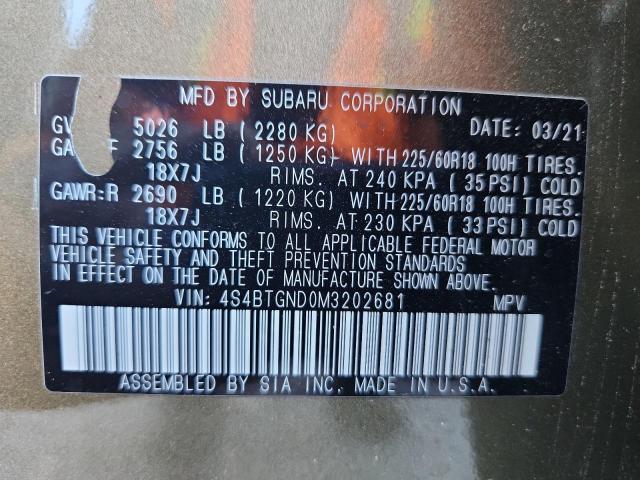 MFD BY SUBARU CORPORATION
GV 5026 LB (2280 KG) DATE: 03/21
GA F 2756 LB (1250 KG) WITH 225/60R18 100H TIRES.
18X7J RIMS. AT 240 KPA ( 35 PSI) COLD
GAWR:R 2690 LB (1220 KG) WITH 225/60R18 100H TIRES.
18X7J RIMS. AT 230 KPA ( 33 PSI) COLD
THIS VEHICLE CONFORMS TO ALL APPLICABLE FEDERAL MOTOR
VEHICLE SAFETY AND THEFT PREVENTION STANDARDS
IN EFFECT ON THE DATE OF MANUFACTURE SHOWN ABOVE.
VIN: 4S4BTGND0M3202681 MPV
ASSEMBLED BY SIA INC. MADE IN U.S.A.